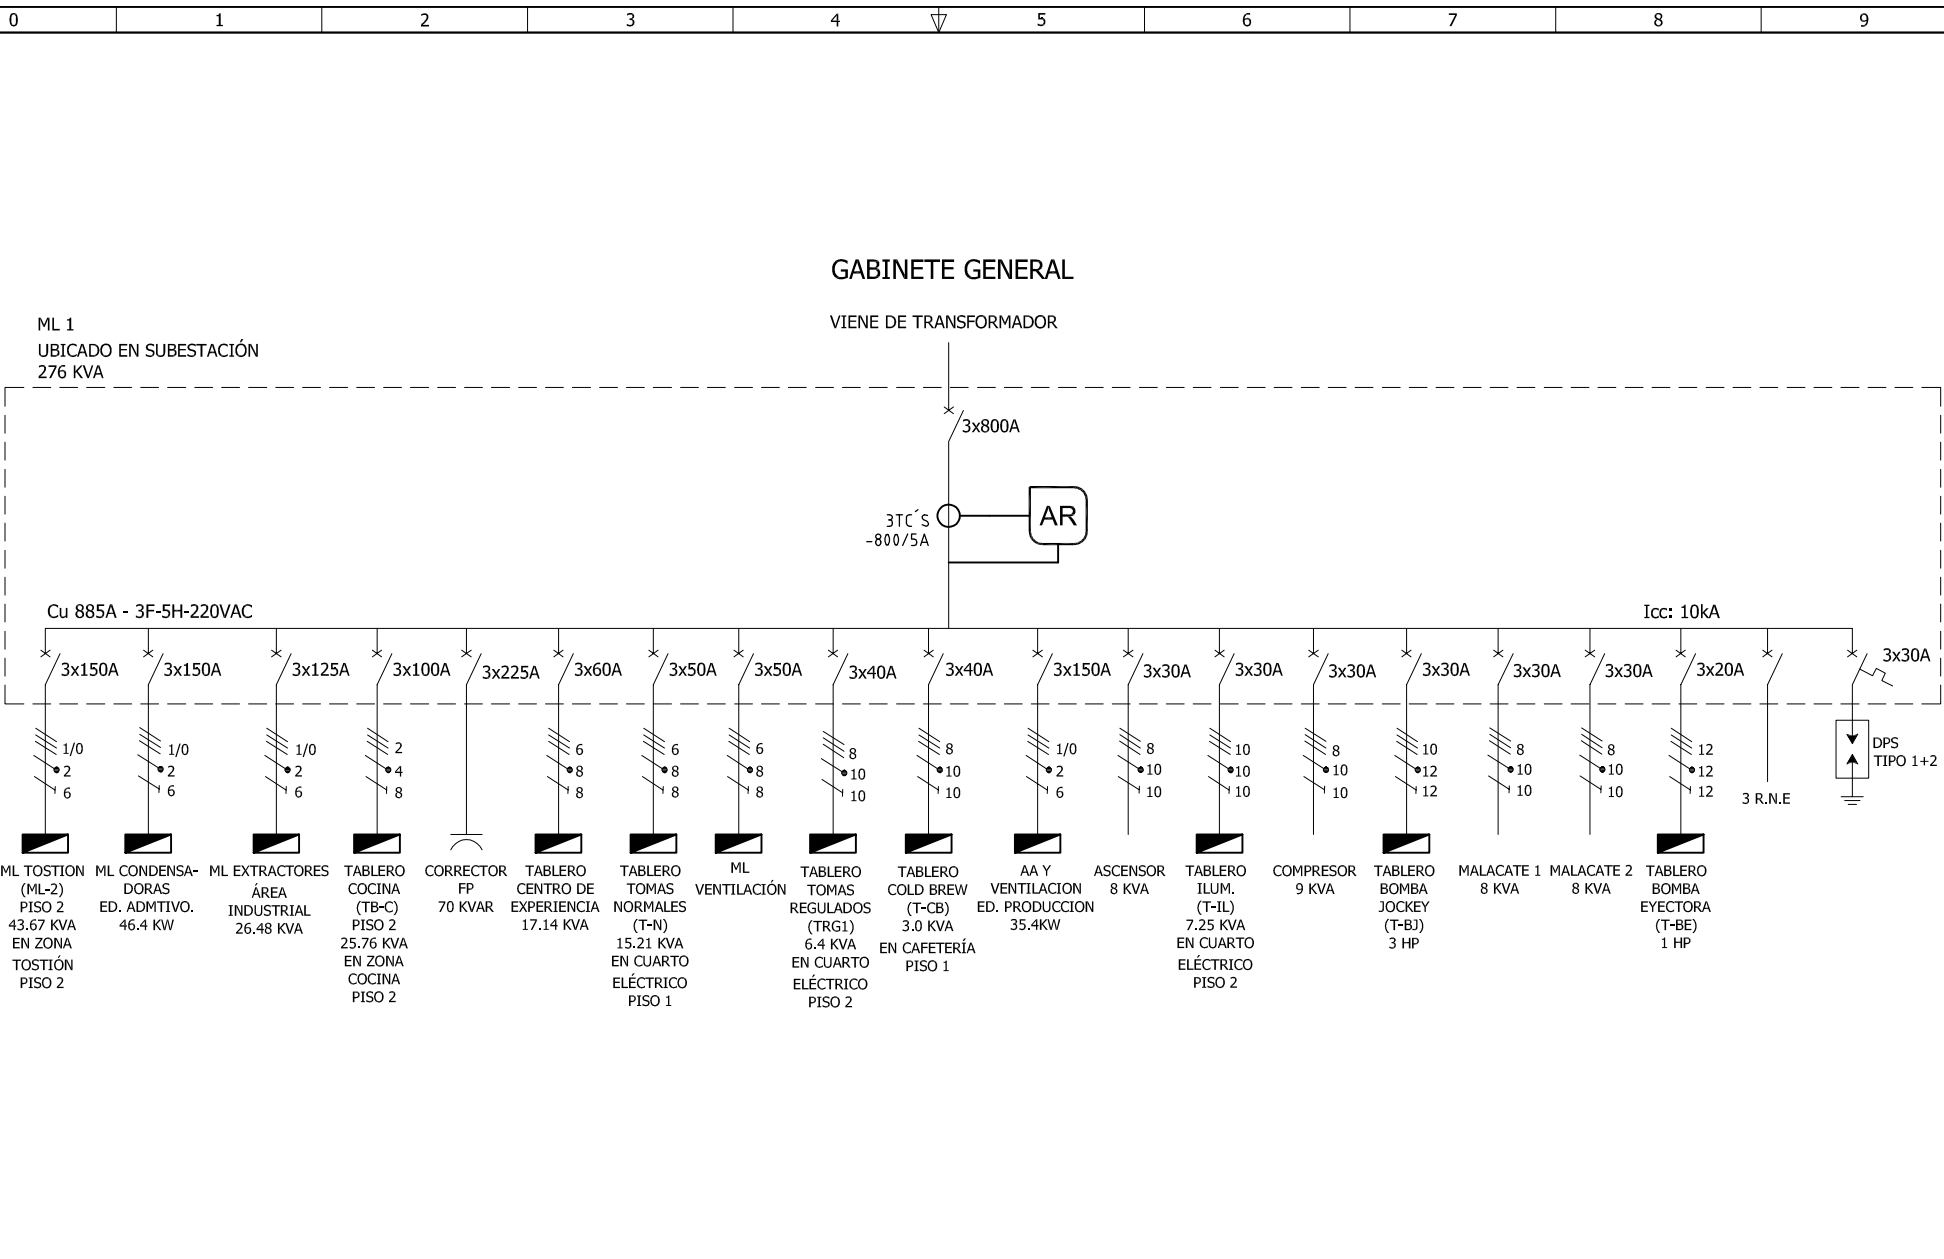 0 1 2 3 4 5 6 7 8 9
GABINETE GENERAL
VIENE DE TRANSFORMADOR
ML 1
UBICADO EN SUBESTACIÓN
276 KVA
3x800A
3TC´S
-800/5A
AR
Cu 885A - 3F-5H-220VAC
Icc: 10kA
3x150A
3x150A
3x125A
3x100A
3x225A
3x60A
3x50A
3x50A
3x40A
3x40A
3x150A
3x30A
3x30A
3x30A
3x30A
3x30A
3x30A
3x20A
3x30A
1/0
2
6
1/0
2
6
1/0
2
6
2
4
8
6
8
8
6
8
8
6
8
8
8
10
10
8
10
10
1/0
2
6
8
10
10
10
10
10
8
10
10
10
12
12
8
10
10
8
10
10
12
12
12
3 R.N.E
DPS
TIPO 1+2
ML TOSTION
(ML-2)
PISO 2
43.67 KVA
EN ZONA
TOSTIÓN
PISO 2
ML CONDENSA-
DORAS
ED. ADMTIVO.
46.4 KW
ML EXTRACTORES
ÁREA
INDUSTRIAL
26.48 KVA
TABLERO
COCINA
(TB-C)
PISO 2
25.76 KVA
EN ZONA
COCINA
PISO 2
CORRECTOR
FP
70 KVAR
TABLERO
CENTRO DE
EXPERIENCIA
17.14 KVA
TABLERO
TOMAS
NORMALES
(T-N)
15.21 KVA
EN CUARTO
ELÉCTRICO
PISO 1
ML
VENTILACIÓN
TABLERO
TOMAS
REGULADOS
(TRG1)
6.4 KVA
EN CUARTO
ELÉCTRICO
PISO 2
TABLERO
COLD BREW
(T-CB)
3.0 KVA
EN CAFETERÍA
PISO 1
AA Y
VENTILACION
ED. PRODUCCION
35.4KW
ASCENSOR
8 KVA
TABLERO
ILUM.
(T-IL)
7.25 KVA
EN CUARTO
ELÉCTRICO
PISO 2
COMPRESOR
9 KVA
TABLERO
BOMBA
JOCKEY
(T-BJ)
3 HP
MALACATE 1
8 KVA
MALACATE 2
8 KVA
TABLERO
BOMBA
EYECTORA
(T-BE)
1 HP